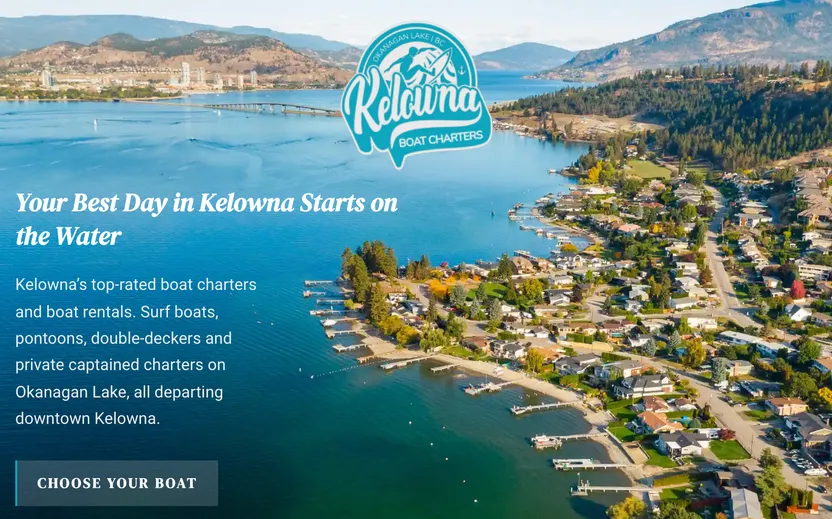 OKANAGAN LAKE | BC
Kelowna
BOAT CHARTERS
Your Best Day in Kelowna Starts on
the Water
Kelowna’s top-rated boat charters
and boat rentals. Surf boats,
pontoons, double-deckers and
private captained charters on
Okanagan Lake, all departing
downtown Kelowna.
CHOOSE YOUR BOAT